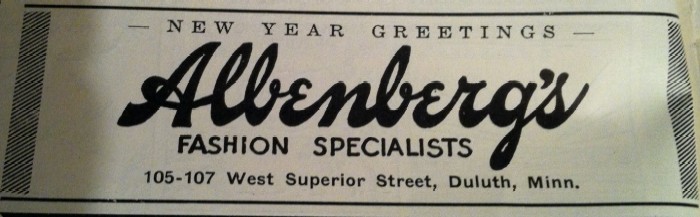 — NEW YEAR GREETINGS —
Albenberg's
FASHION SPECIALISTS
105-107 West Superior Street, Duluth, Minn.